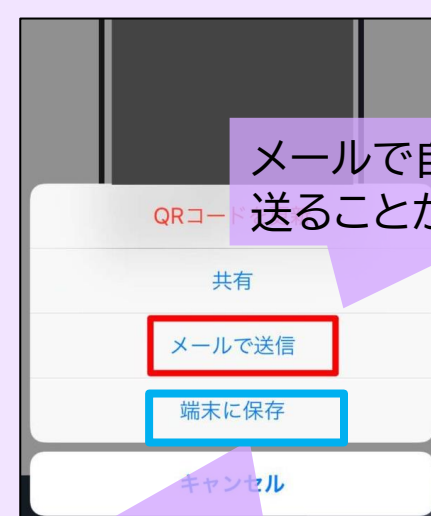 メールで自
送ることが
QRコード
共有
メールで送信
端末に保存
キャンセル